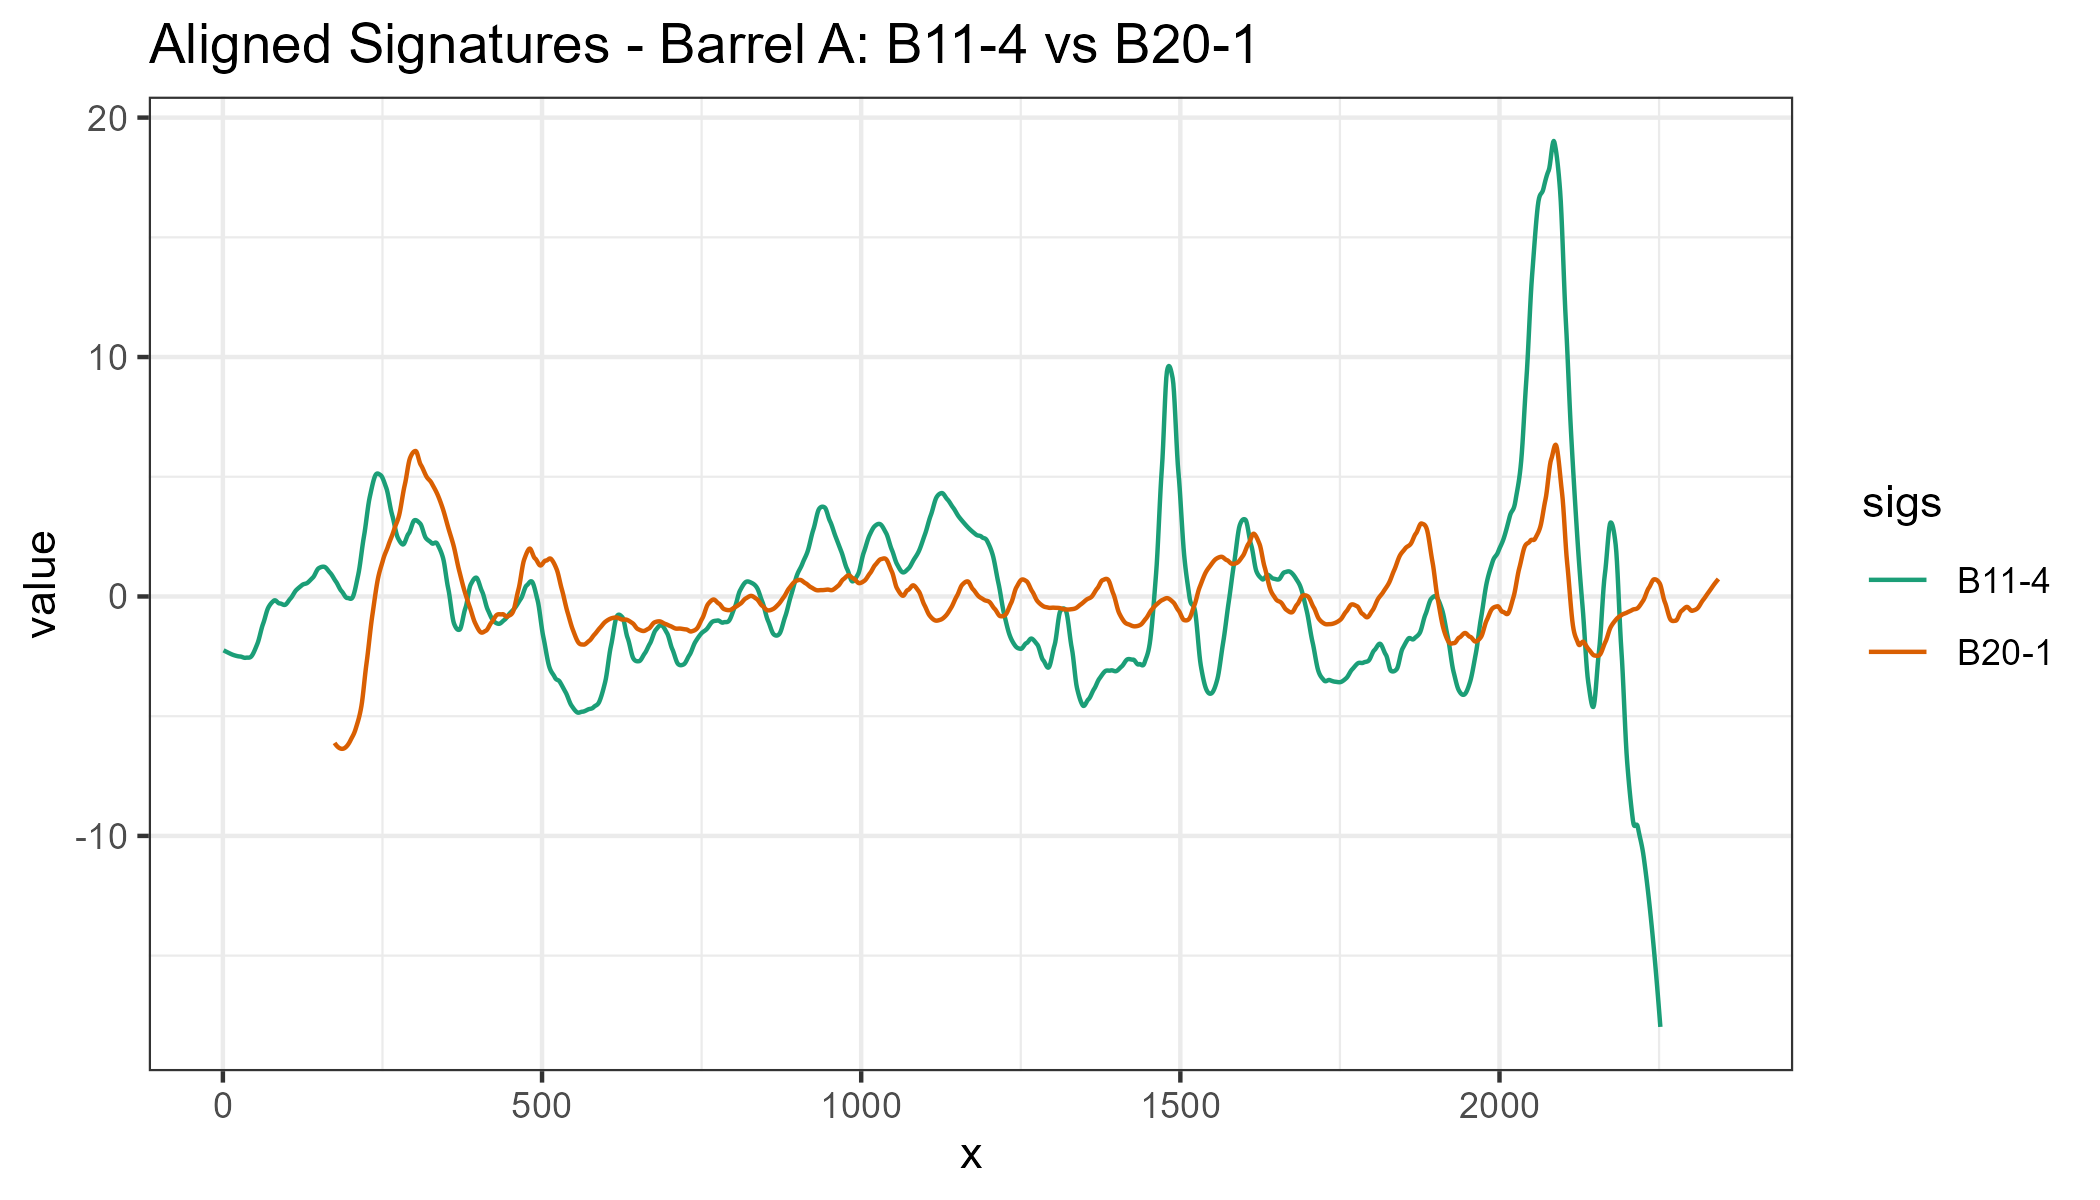 Aligned Signatures - Barrel A: B11-4 vs B20-1
20
10
0
-10
value
0 500 1000 1500 2000
x
sigs
B11-4
B20-1